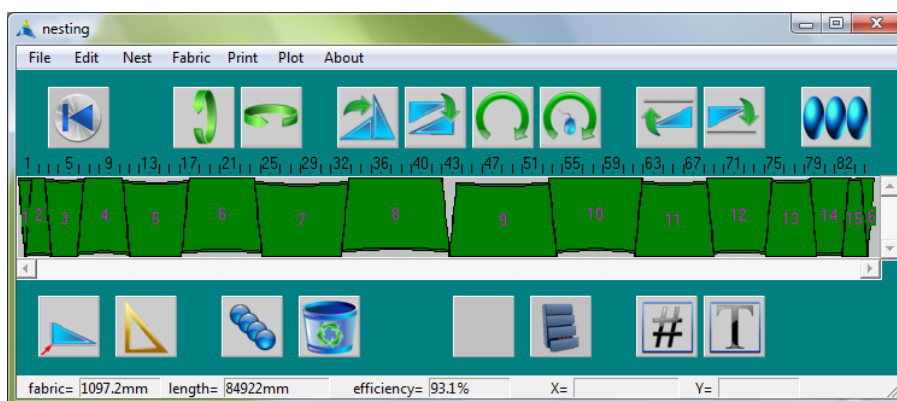 nesting
File Edit Nest Fabric Print Plot About
1 5 9 13 17 21 25 29 32 36 40 43 47 51 55 59 63 67 71 75 79 82
1 2 3 4 5 6 7 8 9 10 11 12 13 14 15 6
# T
fabric= 1097.2mm length= 84922mm efficiency= 93.1% X= Y=